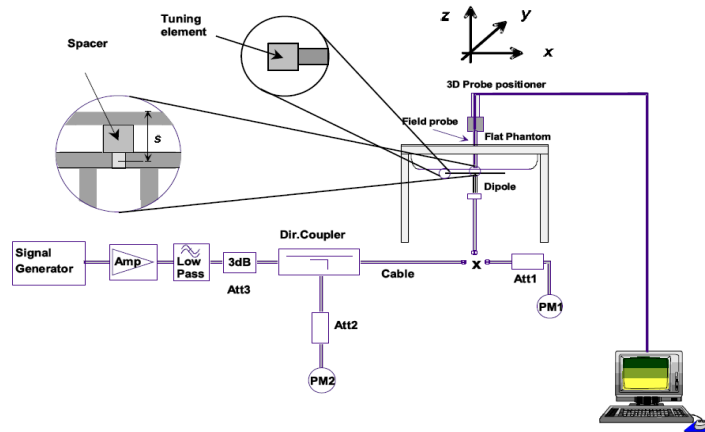 z
y
x
Tuning
element
Spacer
s
3D Probe positioner
Field probe
Flat Phantom
Dipole
Dir.Coupler
Signal
Generator
Amp
Low
Pass
3dB
Att3
Cable
x
Att1
PM1
Att2
PM2